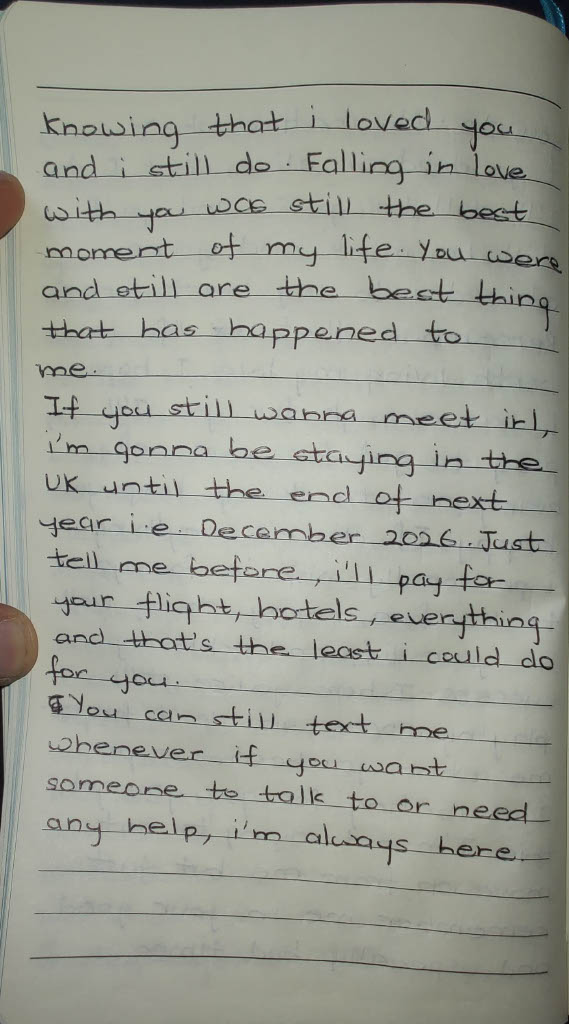 Knowing that i loved you
and i still do. Falling in love
with you was still the best
moment of my life. You were
and still are the best thing
that has happened to
me.
If you still wanna meet irl,
i'm gonna be staying in the
UK until the end of next
year i.e. December 2026. Just
tell me before, i'll pay for
your flight, hotels, everything
and that's the least i could do
for you.
You can still text me
whenever if you want
someone to talk to or need
any help, i'm always here.